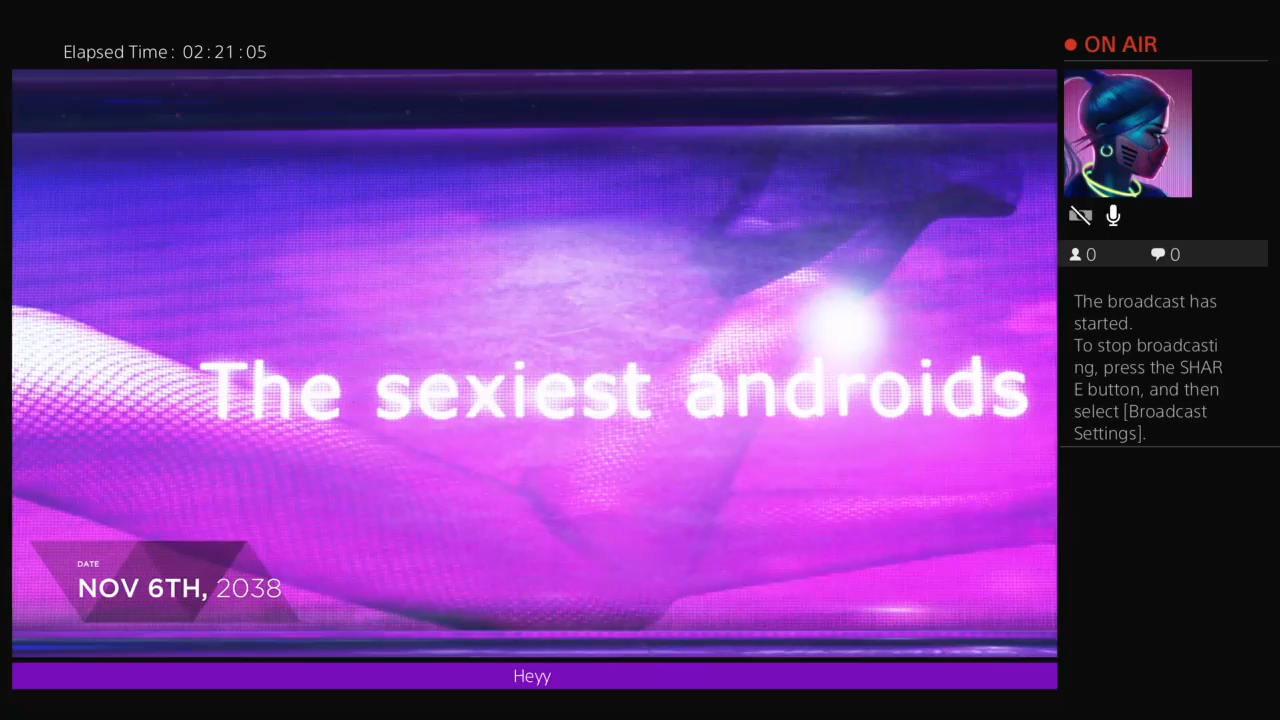 Elapsed Time: 02:21:05
ON AIR
0 0
The broadcast has
started.
To stop broadcasti
ng, press the SHAR
E button, and then
select [Broadcast
Settings].
The sexiest androids
DATE
NOV 6TH, 2038
Heyy